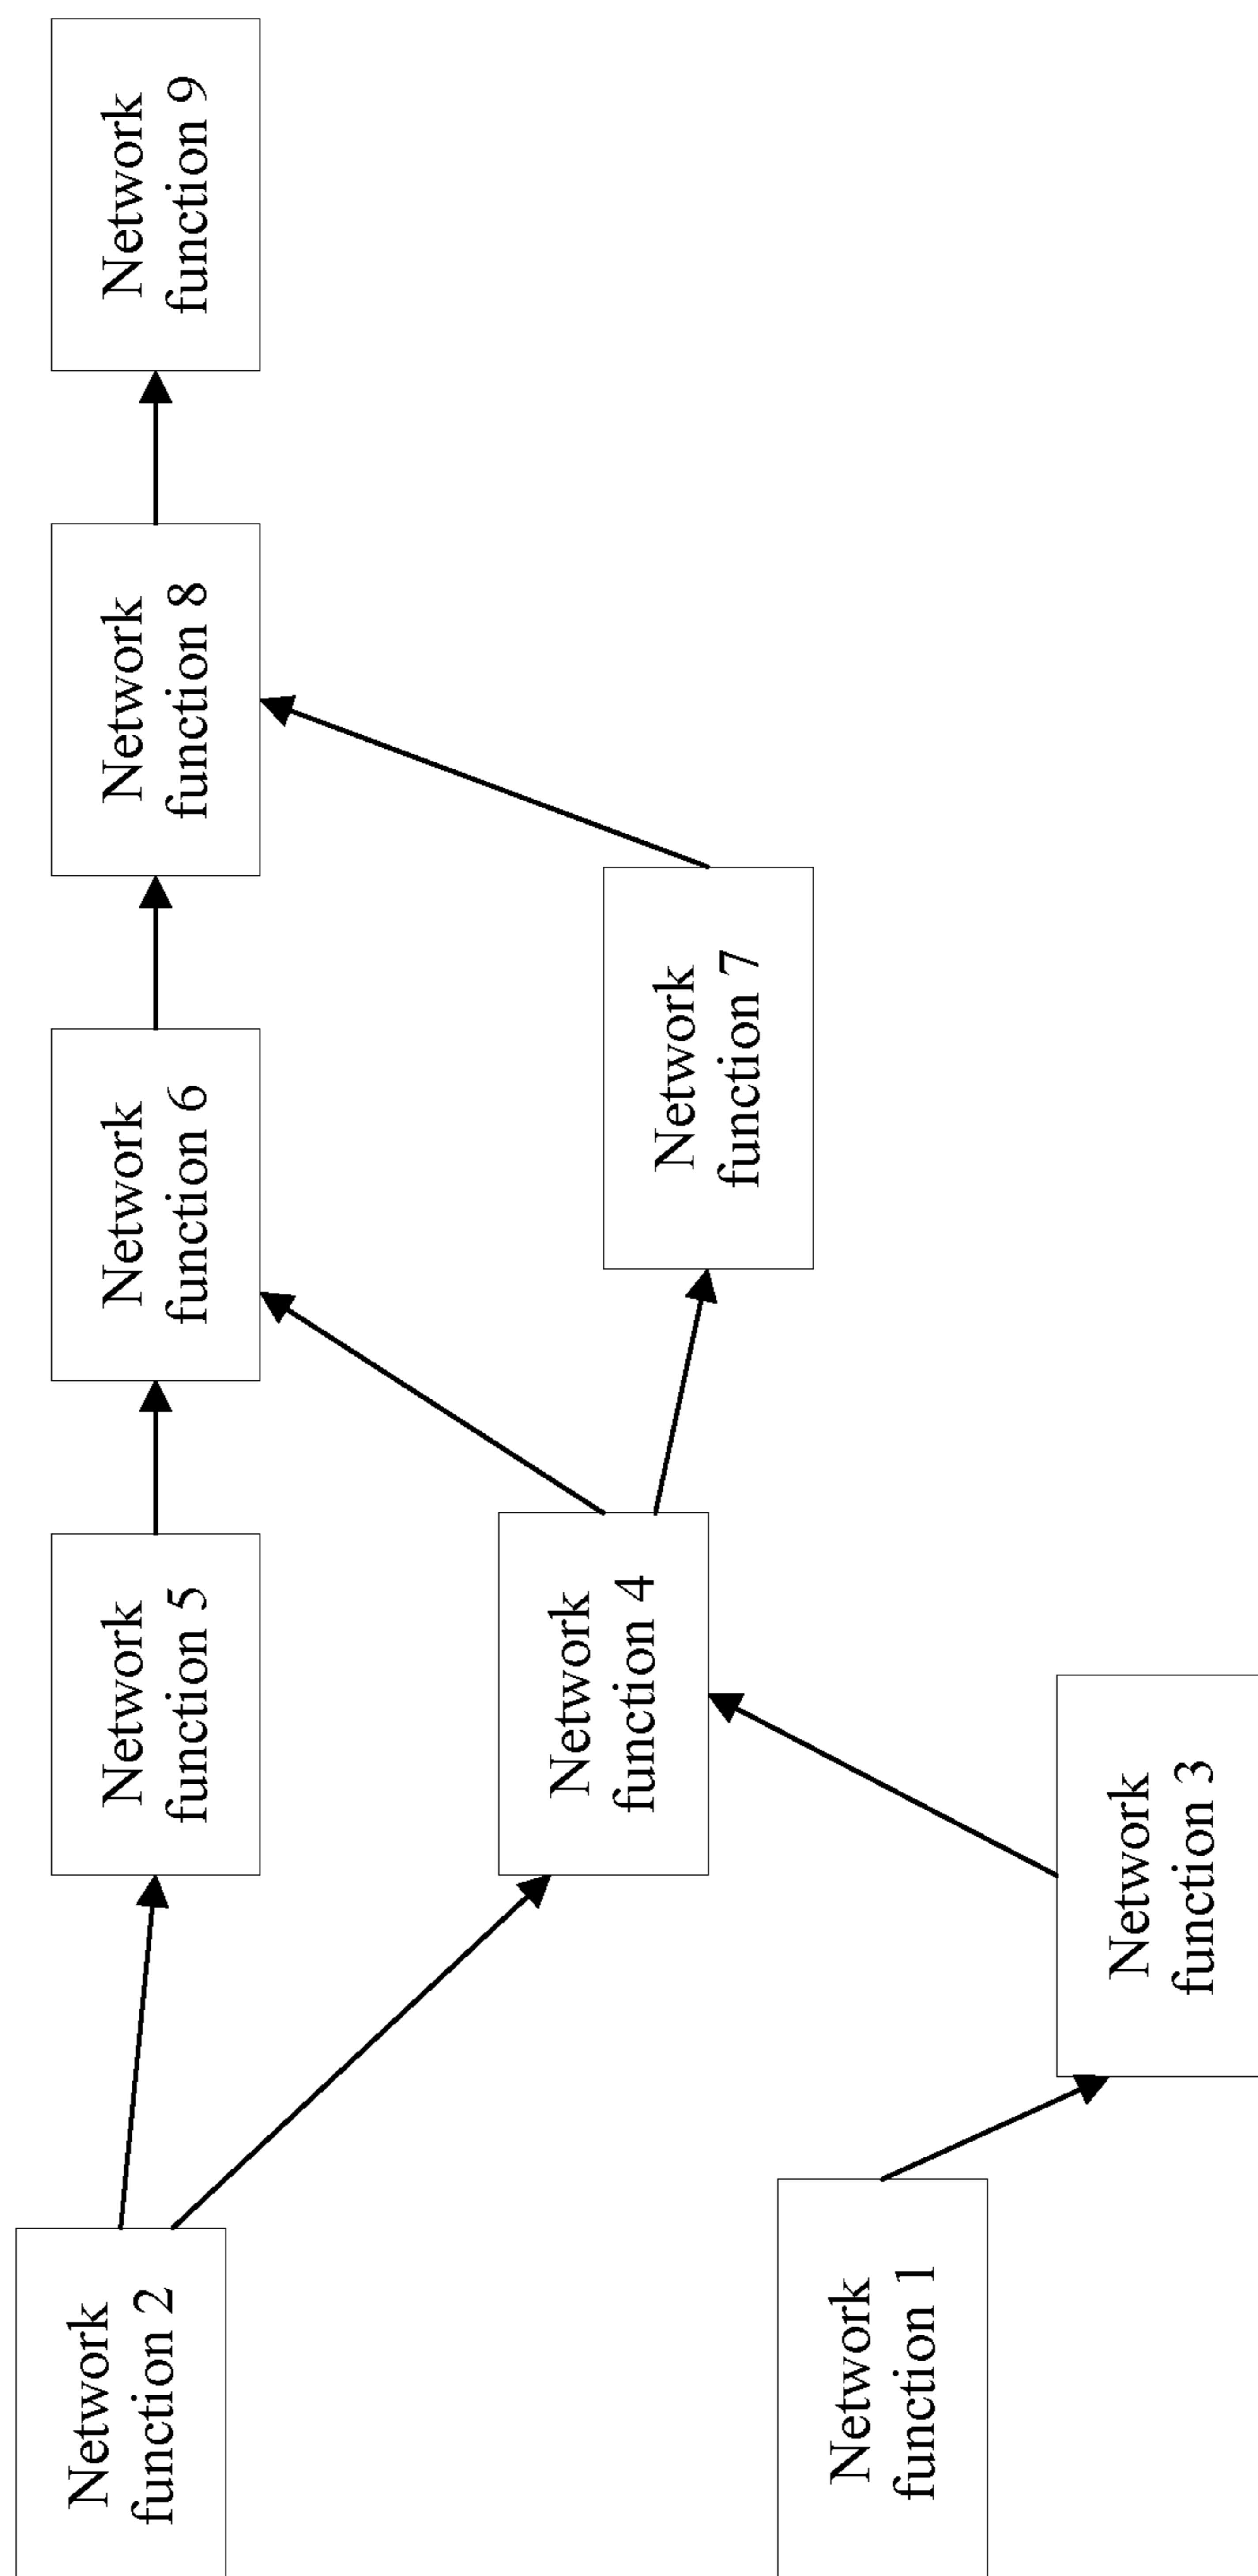 Network
function 2
Network
function 5
Network
function 6
Network
function 8
Network
function 9
Network
function 4
Network
function 7
Network
function 1
Network
function 3